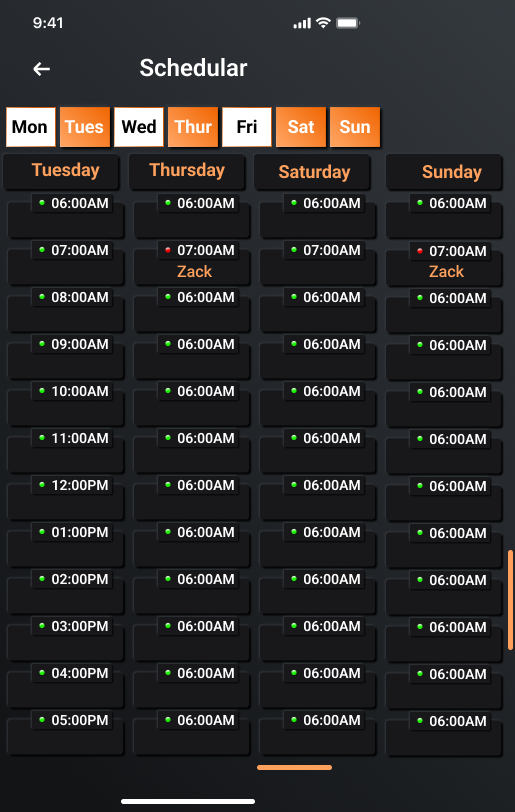 9:41
Schedular
Mon Tues Wed Thur Fri Sat Sun
Tuesday Thursday Saturday Sunday
06:00AM 06:00AM 06:00AM 06:00AM
07:00AM 07:00AM 07:00AM 07:00AM
Zack Zack
08:00AM 06:00AM 06:00AM 06:00AM
09:00AM 06:00AM 06:00AM 06:00AM
10:00AM 06:00AM 06:00AM 06:00AM
11:00AM 06:00AM 06:00AM 06:00AM
12:00PM 06:00AM 06:00AM 06:00AM
01:00PM 06:00AM 06:00AM 06:00AM
02:00PM 06:00AM 06:00AM 06:00AM
03:00PM 06:00AM 06:00AM 06:00AM
04:00PM 06:00AM 06:00AM 06:00AM
05:00PM 06:00AM 06:00AM 06:00AM